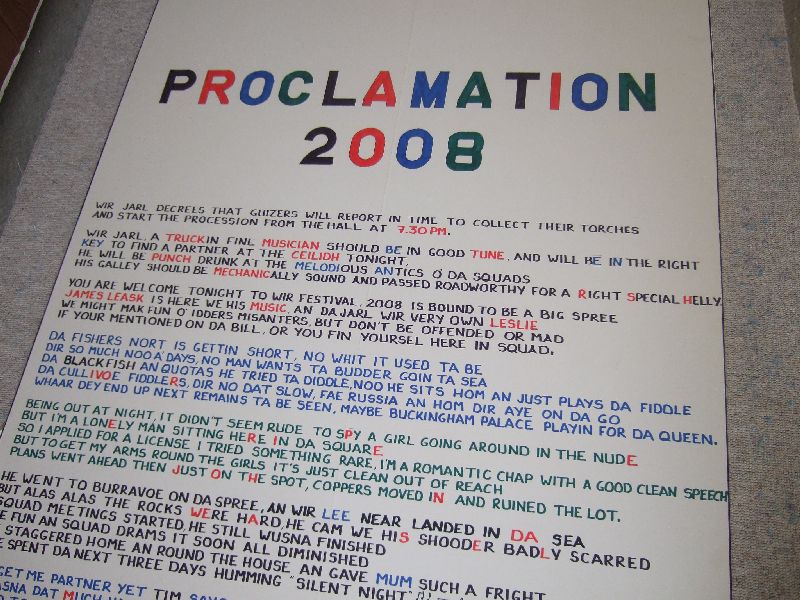 PROCLAMATION
2008
WIR JARL DECREES THAT GUIZERS WILL REPORT IN TIME TO COLLECT THEIR TORCHES
AND START THE PROCESSION FROM THE HALL AT 7.30 PM.
WIR JARL, A TRUCKIN FINE MUSICIAN SHOULD BE IN GOOD TUNE, AND WILL BE IN THE RIGHT
KEY TO FIND A PARTNER AT THE CEILIDH TONIGHT.
HE WILL BE PUNCH DRUNK AT THE MELODIOUS ANTICS O' DA SQUADS
HIS GALLEY SHOULD BE MECHANICALLY SOUND AND PASSED ROADWORTHY FOR A RIGHT SPECIAL HELLY.
YOU ARE WELCOME TONIGHT TO WIR FESTIVAL, 2008 IS BOUND TO BE A BIG SPREE
JAMES LEASK IS HERE WE HIS MUSIC, AN DA JARL WIR VERY OWN LESLIE
WE MIGHT MAK FUN O' IDDERS MISANTERS, BUT DON'T BE OFFENDED OR MAD
IF YOUR MENTIONED ON DA BILL, OR YOU FIN YOURSEL HERE IN SQUAD.
DA FISHERS NORT IS GETTIN SHORT, NO WHIT IT USED TA BE
DIR SO MUCH NOO A' DAYS, NO MAN WANTS TA BUDDER GOIN TA SEA
DA BLACKFISH AN QUOTAS HE TRIED TA DIDDLE, NOO HE SITS HOM AN JUST PLAYS DA FIDDLE
DA CULLIVOE FIDDLERS, DIR NO DAT SLOW, FAE RUSSIA AN HOM DIR AYE ON DA GO
WHAAR DEY END UP NEXT REMAINS TA BE SEEN, MAYBE BUCKINGHAM PALACE PLAYIN FOR DA QUEEN.
BEING OUT AT NIGHT, IT DIDN'T SEEM RUDE TO SPY A GIRL GOING AROUND IN THE NUDE
BUT I'M A LONELY MAN SITTING HERE IN DA SQUARE
SO I APPLIED FOR A LICENSE I TRIED SOMETHING RARE, I'M A ROMANTIC CHAP WITH A GOOD CLEAN SPEECH
BUT TO GET MY ARMS ROUND THE GIRLS IT'S JUST CLEAN OUT OF REACH
PLANS WENT AHEAD THEN JUST ON THE SPOT, COPPERS MOVED IN AND RUINED THE LOT.
HE WENT TO BURRAVOE ON DA SPREE, AN WIR LEE NEAR LANDED IN DA SEA
BUT ALAS ALAS THE ROCKS WERE HARD, HE CAM WE HIS SHOODER BADLY SCARRED
SQUAD MEETINGS STARTED, HE STILL WUSNA FINISHED
FUN AN SQUAD DRAMS IT SOON ALL DIMINISHED
STAGGERED HOME AN ROUND THE HOUSE AN GAVE MUM SUCH A FRIGHT
SPENT DA NEXT THREE DAYS HUMMING "SILENT NIGHT"
GET ME PARTNER YET TIM
DAT